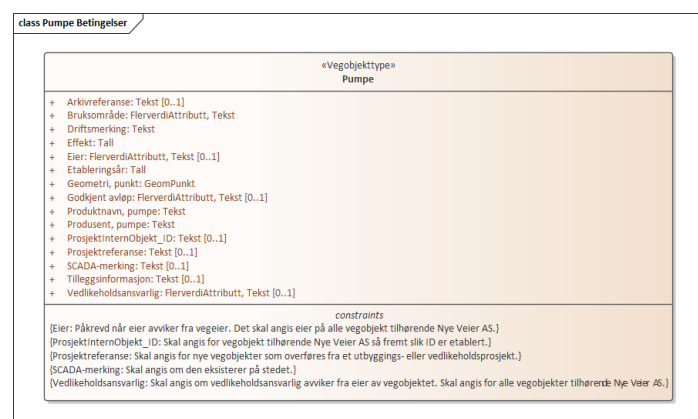 class Pumpe Betingelser
«Vegobjekttype»
Pumpe
+ Arkivreferanse: Tekst [0..1]
+ Bruksområde: FlerverdiAttributt, Tekst
+ Driftsmerking: Tekst
+ Effekt: Tall
+ Eier: FlerverdiAttributt, Tekst [0..1]
+ Etableringsår: Tall
+ Geometri, punkt: GeomPunkt
+ Godkjent avløp: FlerverdiAttributt, Tekst [0..1]
+ Produktnavn, pumpe: Tekst
+ Produsent, pumpe: Tekst
+ ProsjektInternObjekt_ID: Tekst [0..1]
+ Prosjektreferanse: Tekst [0..1]
+ SCADA-merking: Tekst [0..1]
+ Tilleggsinformasjon: Tekst [0..1]
+ Vedlikeholdsansvarlig: FlerverdiAttributt, Tekst [0..1]
constraints
{Eier: Påkrevd når eier avviker fra vegeier. Det skal angis eier på alle vegobjekt tilhørende Nye Veier AS.}
{ProsjektInternObjekt_ID: Skal angis for vegobjekt tilhørende Nye Veier AS så fremt slik ID er etablert.}
{Prosjektreferanse: Skal angis for nye vegobjekter som overføres fra et utbyggings- eller vedlikeholdsprosjekt.}
{SCADA-merking: Skal angis om den eksisterer på stedet.}
{Vedlikeholdsansvarlig: Skal angis om vedlikeholdsansvarlig avviker fra eier av vegobjektet. Skal angis for alle vegobjekter tilhørende Nye Veier AS.}